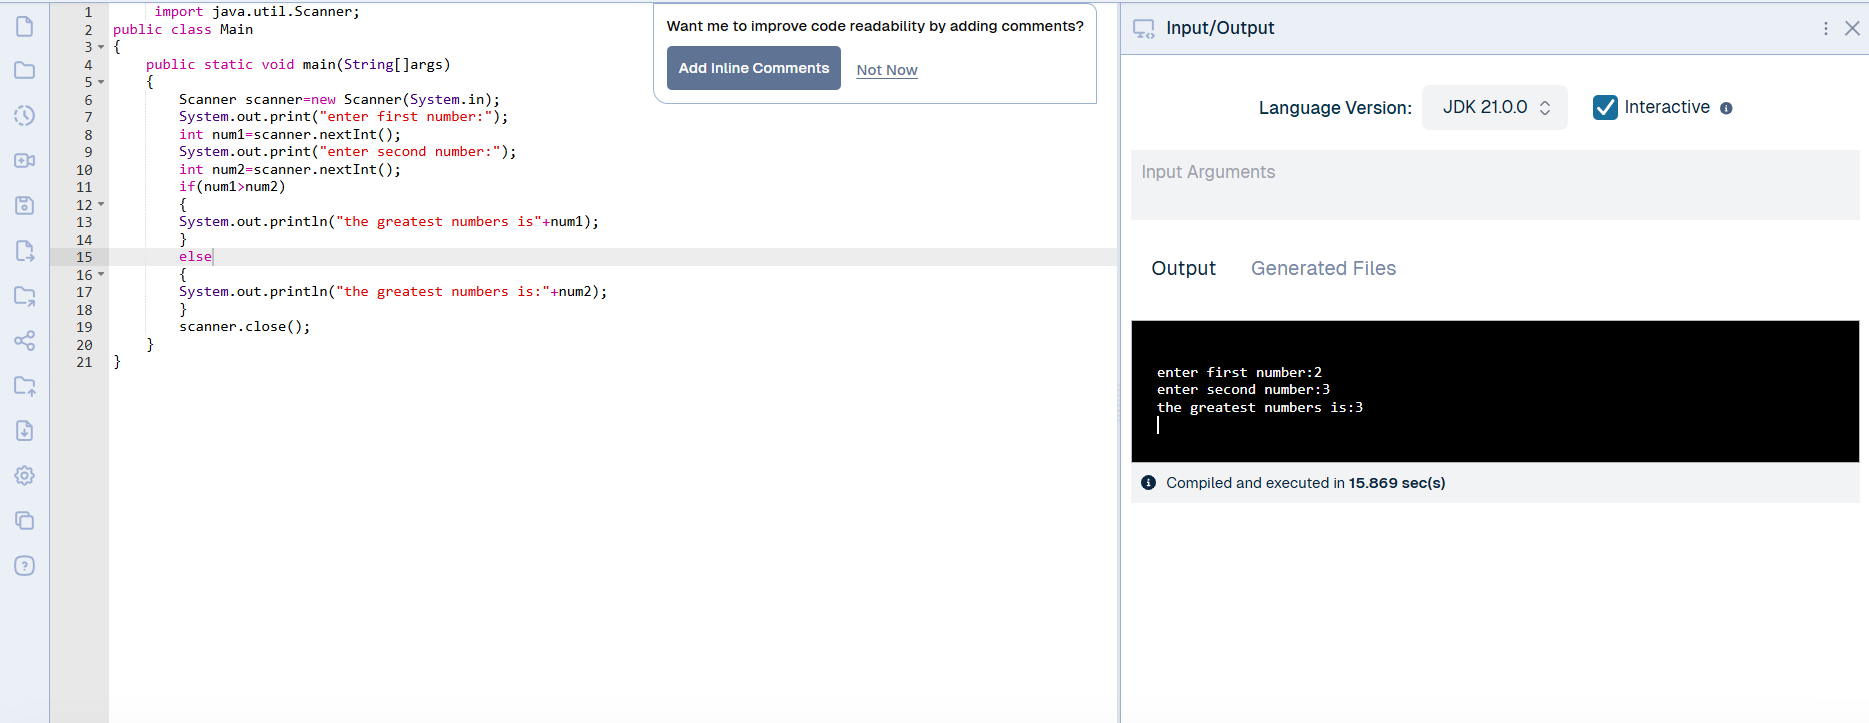 1 import java.util.Scanner;
2 public class Main
3 {
4 public static void main(String[]args)
5 {
6 Scanner scanner=new Scanner(System.in);
7 System.out.print("enter first number:");
8 int num1=scanner.nextInt();
9 System.out.print("enter second number:");
10 int num2=scanner.nextInt();
11 if(num1>num2)
12 {
13 System.out.println("the greatest numbers is"+num1);
14 }
15 else
16 {
17 System.out.println("the greatest numbers is:"+num2);
18 }
19 scanner.close();
20 }
21 }
Want me to improve code readability by adding comments?
Add Inline Comments Not Now
Input/Output
Language Version: JDK 21.0.0 Interactive
Input Arguments
Output Generated Files
enter first number:2
enter second number:3
the greatest numbers is:3
Compiled and executed in 15.869 sec(s)